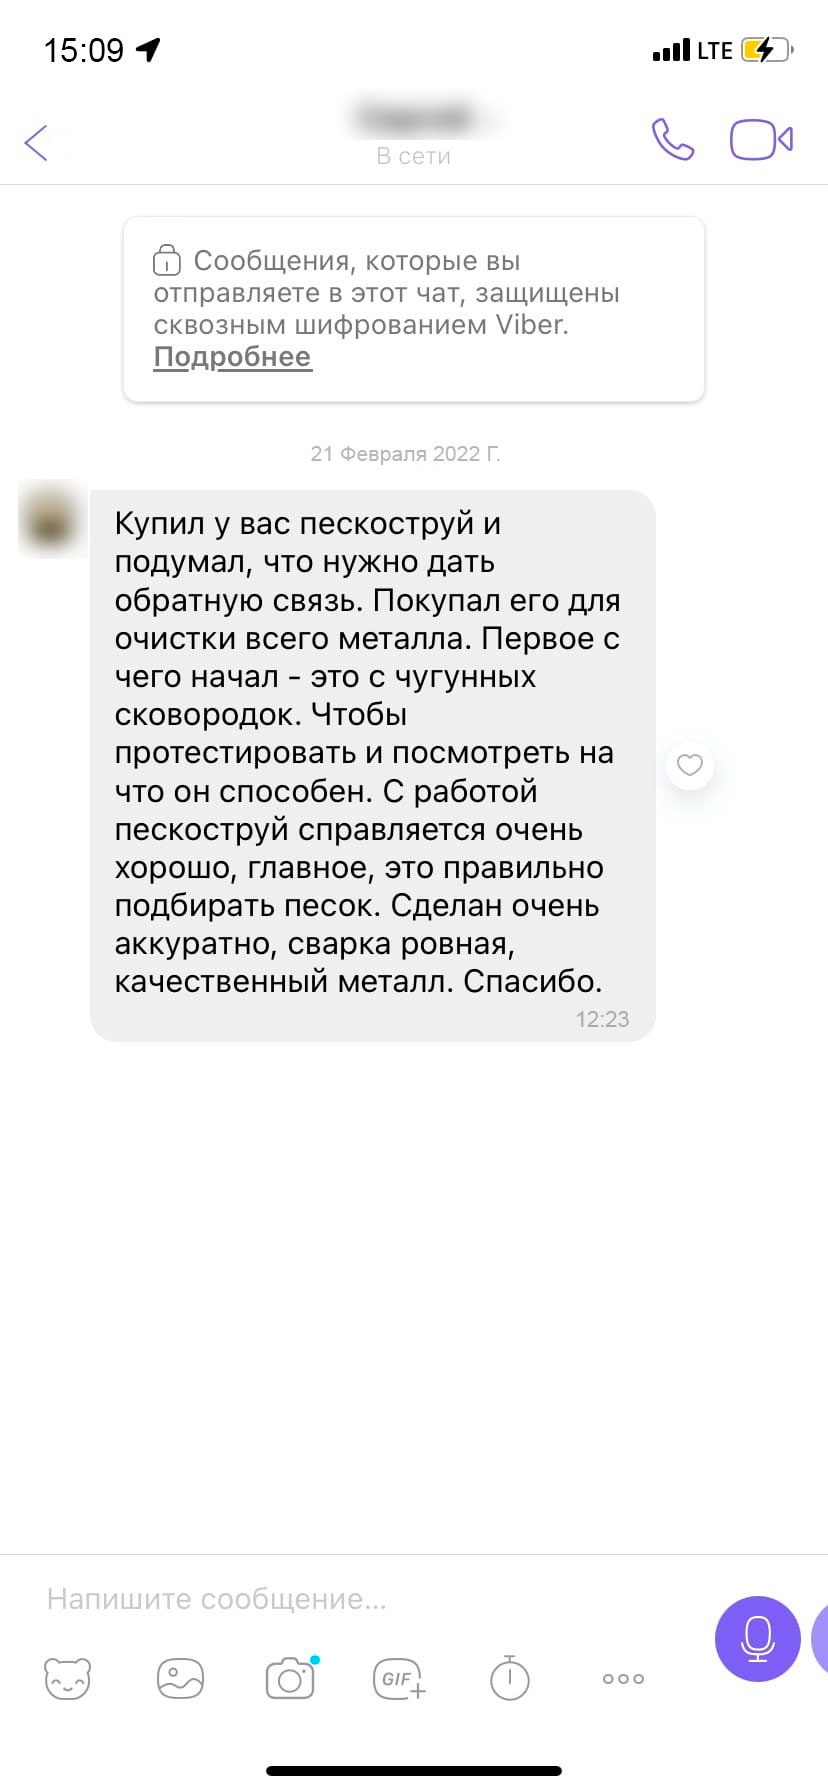 15:09
LTE
В сети
Сообщения, которые вы
отправляете в этот чат, защищены
сквозным шифрованием Viber.
Подробнее
21 Февраля 2022 Г.
Купил у вас пескоструй и
подумал, что нужно дать
обратную связь. Покупал его для
очистки всего металла. Первое с
чего начал - это с чугунных
сковородок. Чтобы
протестировать и посмотреть на
что он способен. С работой
пескоструй справляется очень
хорошо, главное, это правильно
подбирать песок. Сделан очень
аккуратно, сварка ровная,
качественный металл. Спасибо.
12:23
Напишите сообщение...
GIF